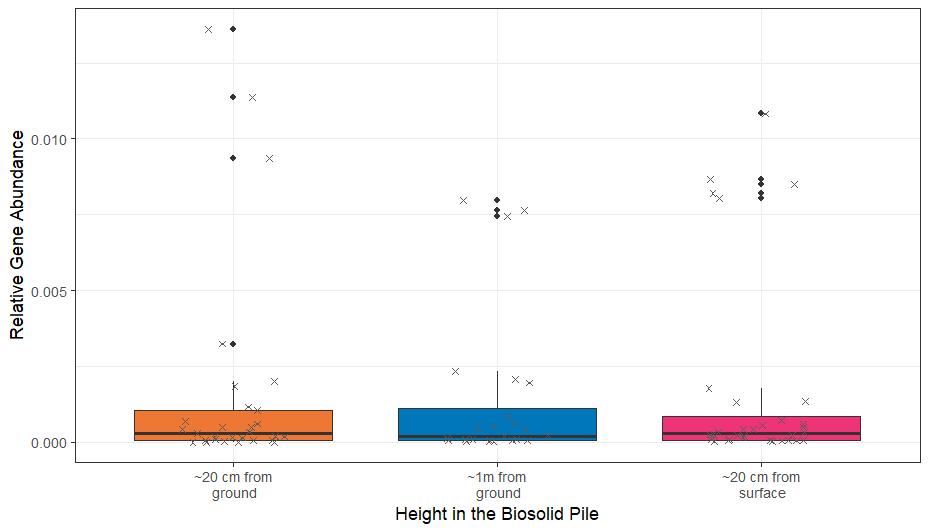 Relative Gene Abundance
0.010
0.005
0.000
~20 cm from
ground
~1m from
ground
~20 cm from
surface
Height in the Biosolid Pile